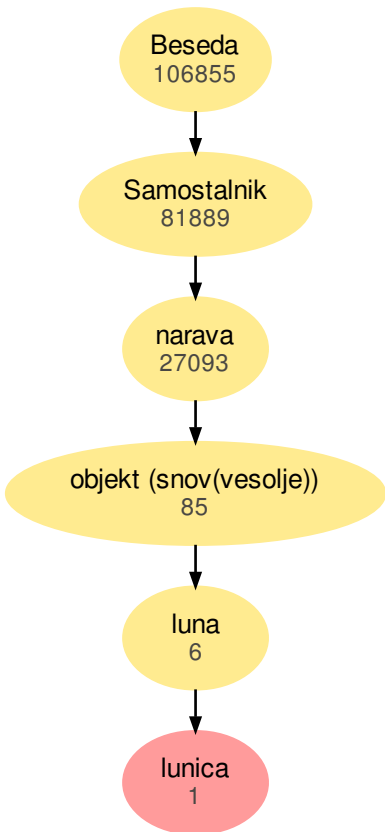 Beseda
106855
Samostalnik
81889
narava
27093
objekt (snov(vesolje))
85
luna
6
lunica
1